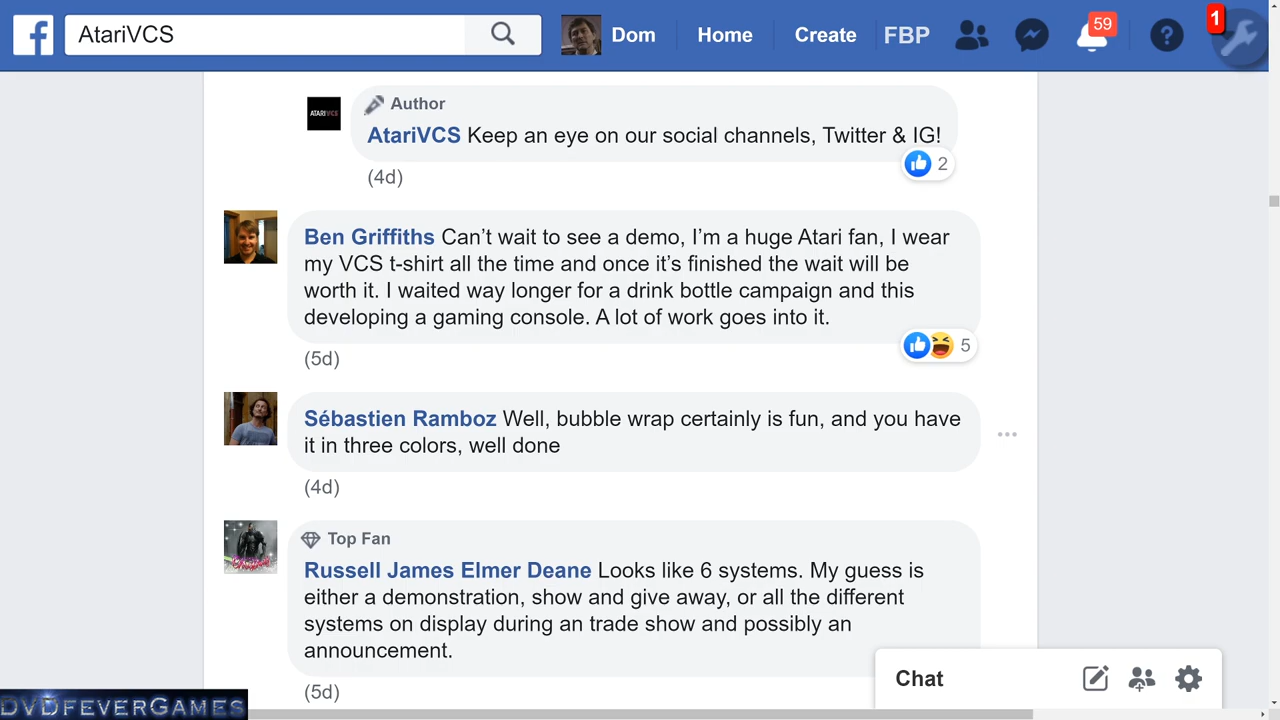 AtariVCS
Dom
Home
Create
FBP
59
?
1
Author
ATARI VCS
AtariVCS Keep an eye on our social channels, Twitter & IG!
2
(4d)
Ben Griffiths Can’t wait to see a demo, I’m a huge Atari fan, I wear
my VCS t-shirt all the time and once it’s finished the wait will be
worth it. I waited way longer for a drink bottle campaign and this
developing a gaming console. A lot of work goes into it.
5
(5d)
Sébastien Ramboz Well, bubble wrap certainly is fun, and you have
it in three colors, well done
(4d)
Top Fan
Russell James Elmer Deane Looks like 6 systems. My guess is
either a demonstration, show and give away, or all the different
systems on display during an trade show and possibly an
announcement.
(5d)
Chat
DVDFEVERGAMES